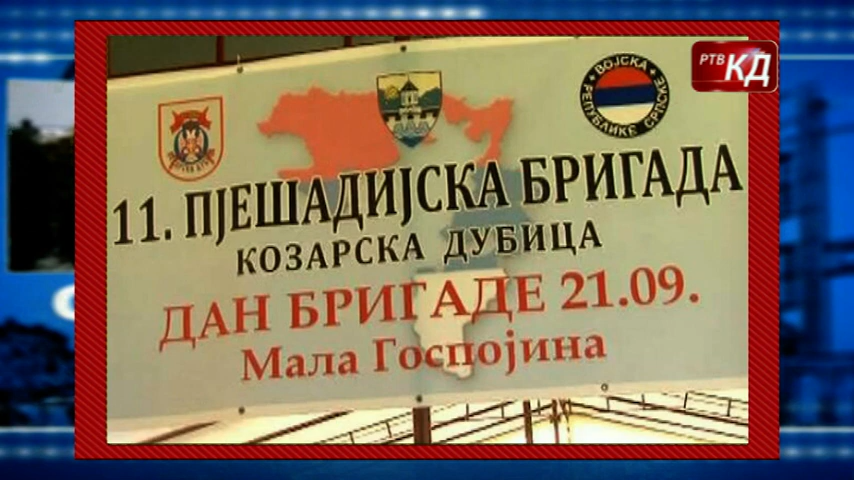 РТВ КД
ВОЈСКА
РЕПУБЛИКЕ СРПСКЕ
11. ПЈЕШАДИЈСКА БРИГАДА
КОЗАРСКА ДУБИЦА
ДАН БРИГАДЕ 21.09.
Мала Госпојина